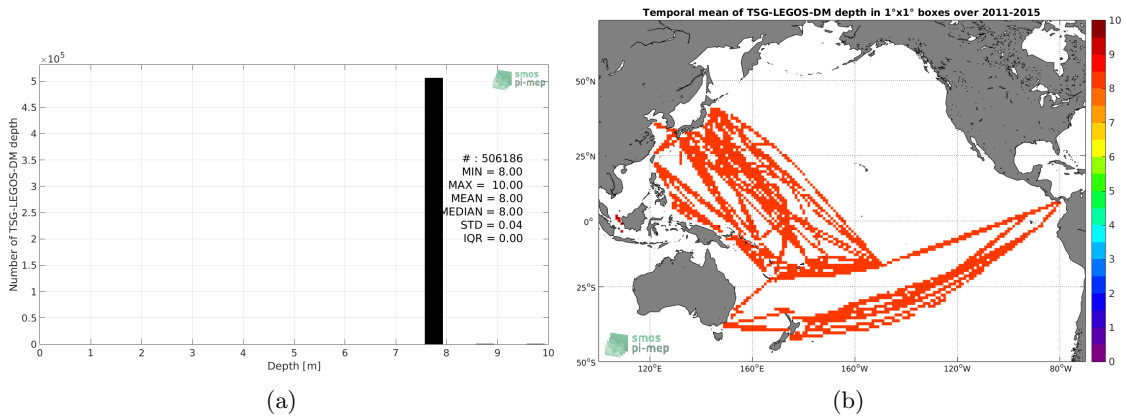 ×10⁵
5
4.5
4
3.5
3
2.5
2
1.5
1
0.5
0
Number of TSG-LEGOS-DM depth
smos
pi-mep
# : 506186
MIN = 8.00
MAX = 10.00
MEAN = 8.00
MEDIAN = 8.00
STD = 0.04
IQR = 0.00
0 1 2 3 4 5 6 7 8 9 10
Depth [m]
(a)
Temporal mean of TSG-LEGOS-DM depth in 1°x1° boxes over 2011-2015
50°N
25°N
0°
25°S
50°S
120°E 160°E 160°W 120°W 80°W
smos
pi-mep
10
9
8
7
6
5
4
3
2
1
0
(b)